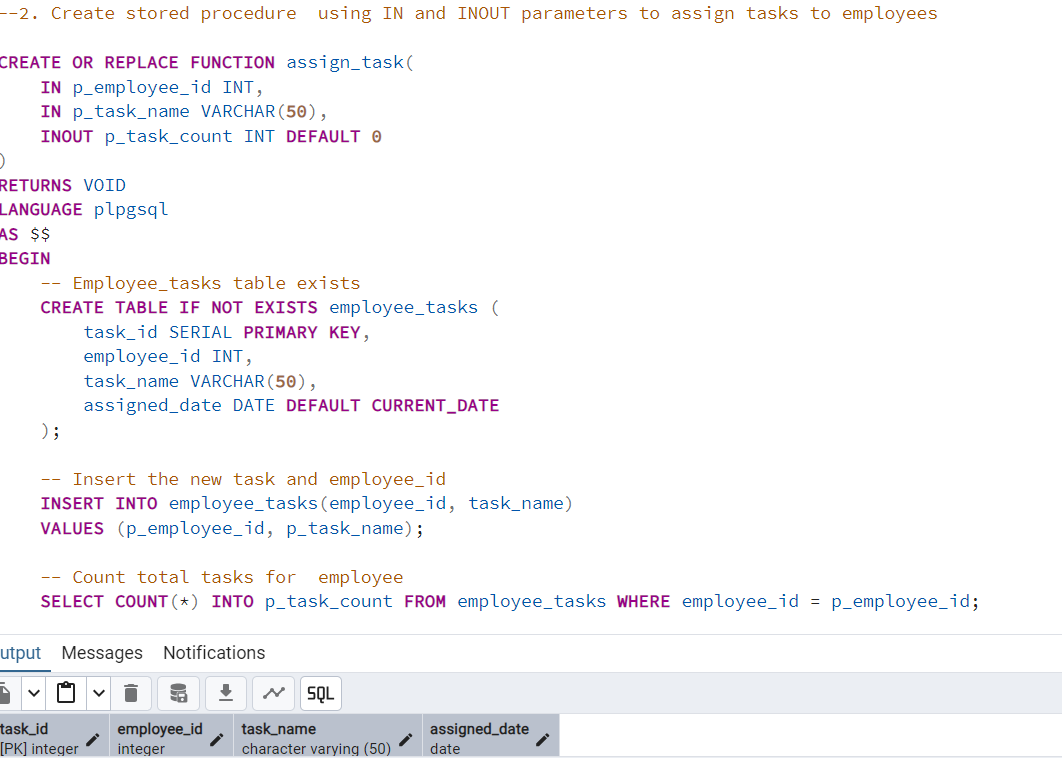 --2. Create stored procedure  using IN and INOUT parameters to assign tasks to employees
CREATE OR REPLACE FUNCTION assign_task(
    IN p_employee_id INT,
    IN p_task_name VARCHAR(50),
    INOUT p_task_count INT DEFAULT 0
)
RETURNS VOID
LANGUAGE plpgsql
AS $$
BEGIN
    -- Employee_tasks table exists
    CREATE TABLE IF NOT EXISTS employee_tasks (
        task_id SERIAL PRIMARY KEY,
        employee_id INT,
        task_name VARCHAR(50),
        assigned_date DATE DEFAULT CURRENT_DATE
    );
    -- Insert the new task and employee_id
    INSERT INTO employee_tasks(employee_id, task_name)
    VALUES (p_employee_id, p_task_name);
    -- Count total tasks for  employee
    SELECT COUNT(*) INTO p_task_count FROM employee_tasks WHERE employee_id = p_employee_id;
utput Messages Notifications
SQL
task_id employee_id task_name assigned_date
[PK] integer integer character varying (50) date